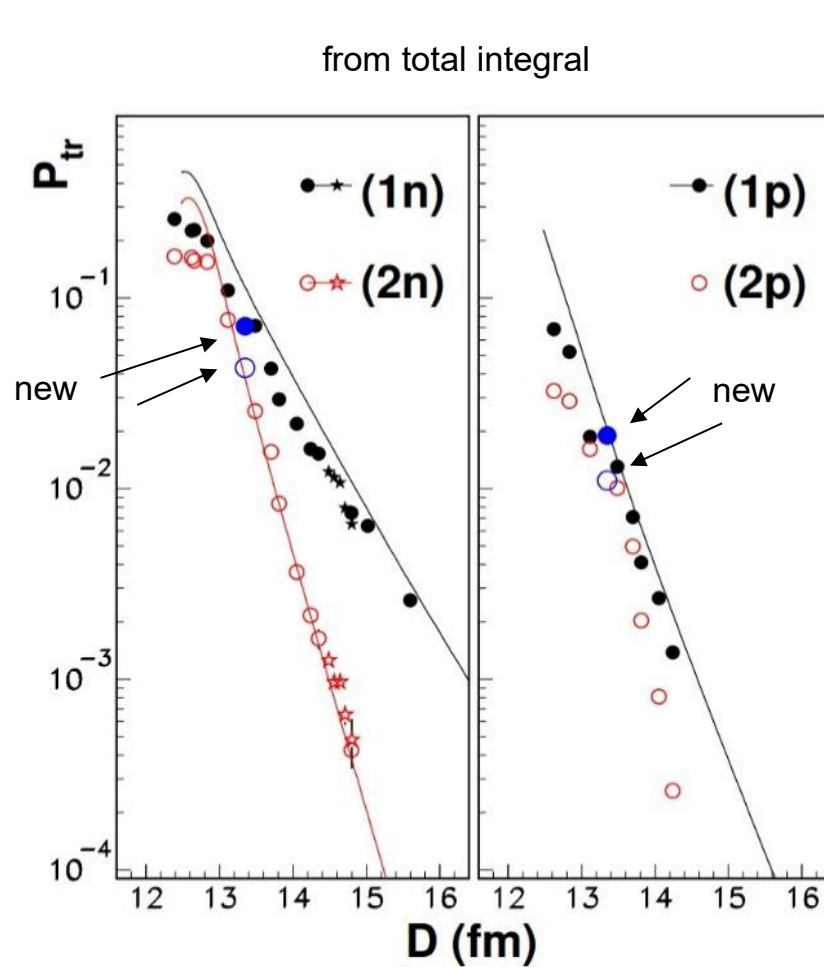 from total integral
P_tr
(1n)
(2n)
(1p)
(2p)
10^-1
10^-2
10^-3
10^-4
new
new
12 13 14 15 16
12 13 14 15 16
D (fm)